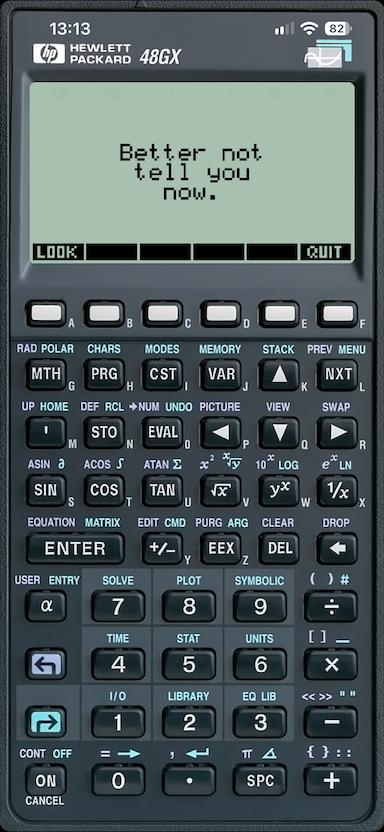 13:13
82
hp HEWLETT
PACKARD 48GX
Better not
tell you
now.
LOOK QUIT
A B C D E F
RAD POLAR CHARS MODES MEMORY STACK PREV MENU
MTH G PRG H CST I VAR J ▲ K NXT L
UP HOME DEF RCL →NUM UNDO PICTURE VIEW SWAP
' M STO N EVAL O ◀ P ▼ Q ▶ R
ASIN ∂ ACOS ∫ ATAN Σ x² ˣ√y 10ˣ LOG eˣ LN
SIN S COS T TAN U √x V yˣ W 1/x X
EQUATION MATRIX EDIT CMD PURG ARG CLEAR DROP
ENTER +/− Y EEX Z DEL ←
USER ENTRY SOLVE PLOT SYMBOLIC ( ) #
α 7 8 9 ÷
TIME STAT UNITS [ ] _
4 5 6 ×
I/O LIBRARY EQ LIB << >> " "
1 2 3 −
CONT OFF = → , ↵ π ∡ { } : :
ON 0 . SPC +
CANCEL